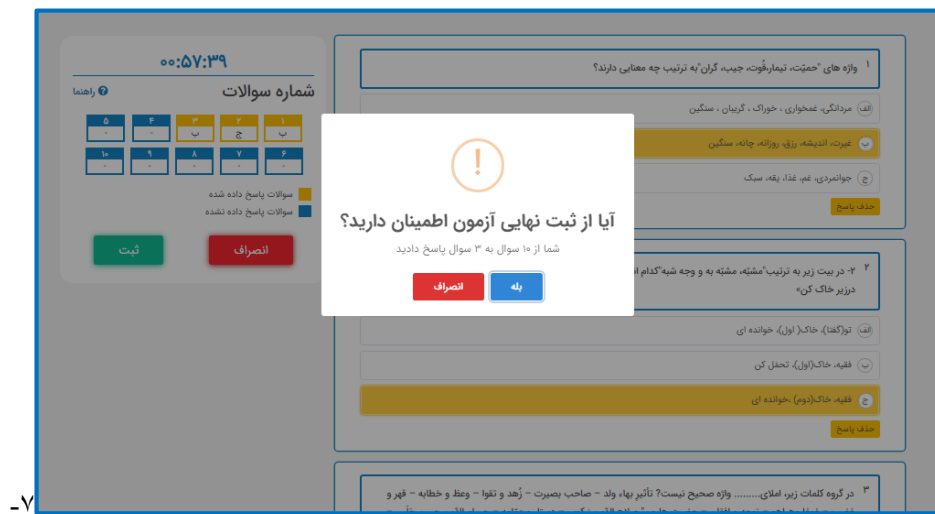 ۰۰:۵۷:۳۹
شماره سوالات
راهنما
۱ ۲ ۳ ۴ ۵
ب ج ب - -
۶ ۷ ۸ ۹ ۱۰
- - - - -
سوالات پاسخ داده شده
سوالات پاسخ داده نشده
انصراف
ثبت
۱ واژه های "حمیّت، تیمار،قُوت، جیب، گران"به ترتیب چه معنایی دارند؟
الف مردانگی، غمخواری ، خوراک ، گریبان ، سنگین
ب غیرت، اندیشه، رزق، روزانه، چانه، سنگین
ج جوانمردی، غم، غذا، یقه، سبک
حذف پاسخ
آیا از ثبت نهایی آزمون اطمینان دارید؟
شما از ۱۰ سوال به ۳ سوال پاسخ دادید
بله
انصراف
۲ ۲- در بیت زیر به ترتیب"مشبّه، مشبّه به و وجه شبه"کدام
درزیر خاک کن»
الف تو(کفتا)، خاک( اول)، خوانده ای
ب فقیه، خاک(اول)، تحمّل کن
ج فقیه، خاک(دوم) ،خوانده ای
حذف پاسخ
۳ در گروه کلمات زیر، املای......... واژه صحیح نیست؟ تأثیرِ بهاء ولد – صاحب بصیرت – زُهد و تقوا – وعظ و خطابه – قهر و
۷-